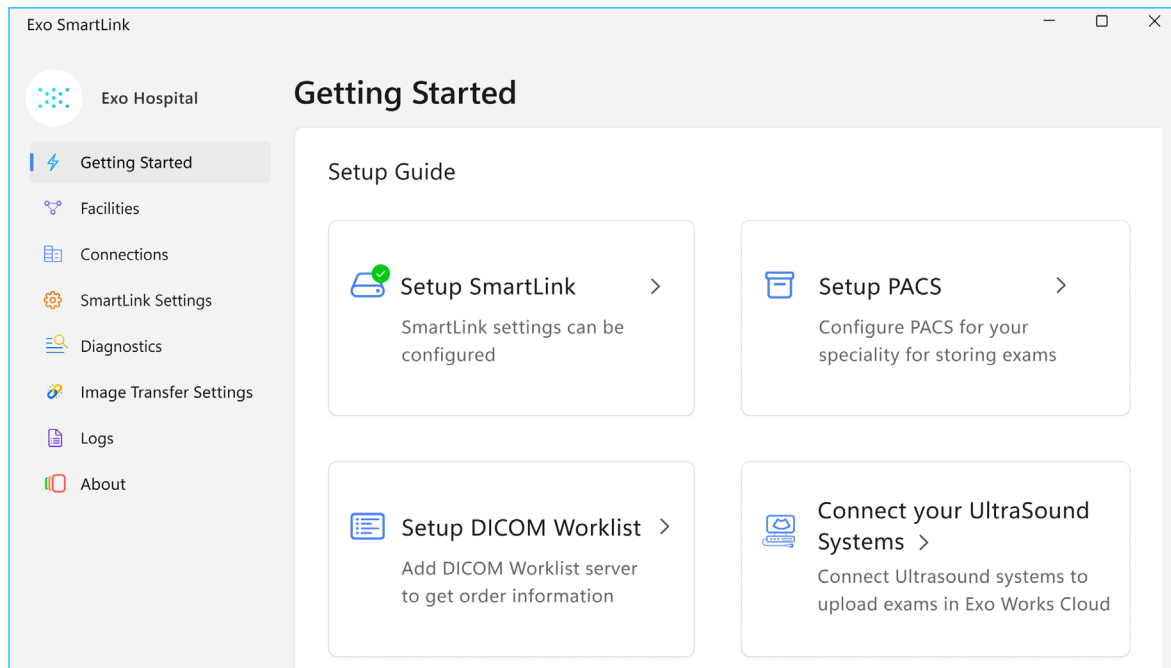 Exo SmartLink
Exo Hospital
Getting Started
Facilities
Connections
SmartLink Settings
Diagnostics
Image Transfer Settings
Logs
About
Getting Started
Setup Guide
Setup SmartLink
SmartLink settings can be
configured
Setup PACS
Configure PACS for your
speciality for storing exams
Setup DICOM Worklist
Add DICOM Worklist server
to get order information
Connect your UltraSound
Systems
Connect Ultrasound systems to
upload exams in Exo Works Cloud